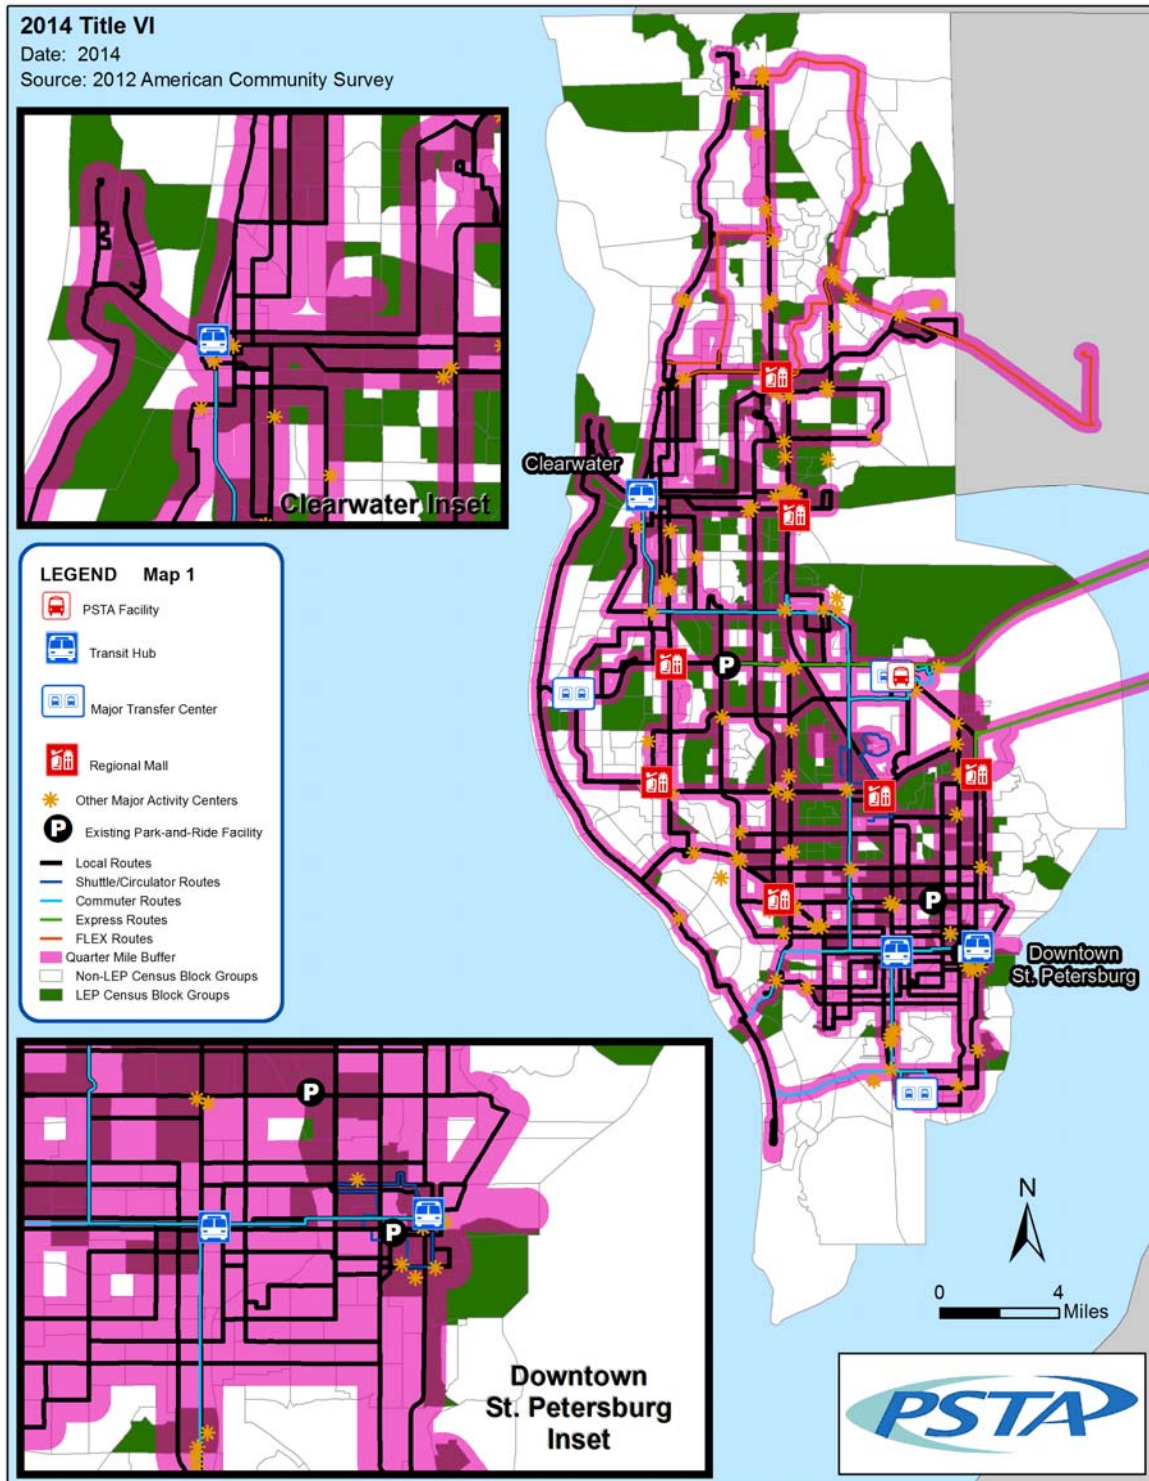 2014 Title VI
Date: 2014
Source: 2012 American Community Survey
Clearwater Inset
Clearwater
LEGEND Map 1
PSTA Facility
Transit Hub
Major Transfer Center
Regional Mall
Other Major Activity Centers
P Existing Park-and-Ride Facility
Local Routes
Shuttle/Circulator Routes
Commuter Routes
Express Routes
FLEX Routes
Quarter Mile Buffer
Non-LEP Census Block Groups
LEP Census Block Groups
P
P
Downtown
St. Petersburg
P
P
Downtown
St. Petersburg
Inset
N
0 4
Miles
PSTA